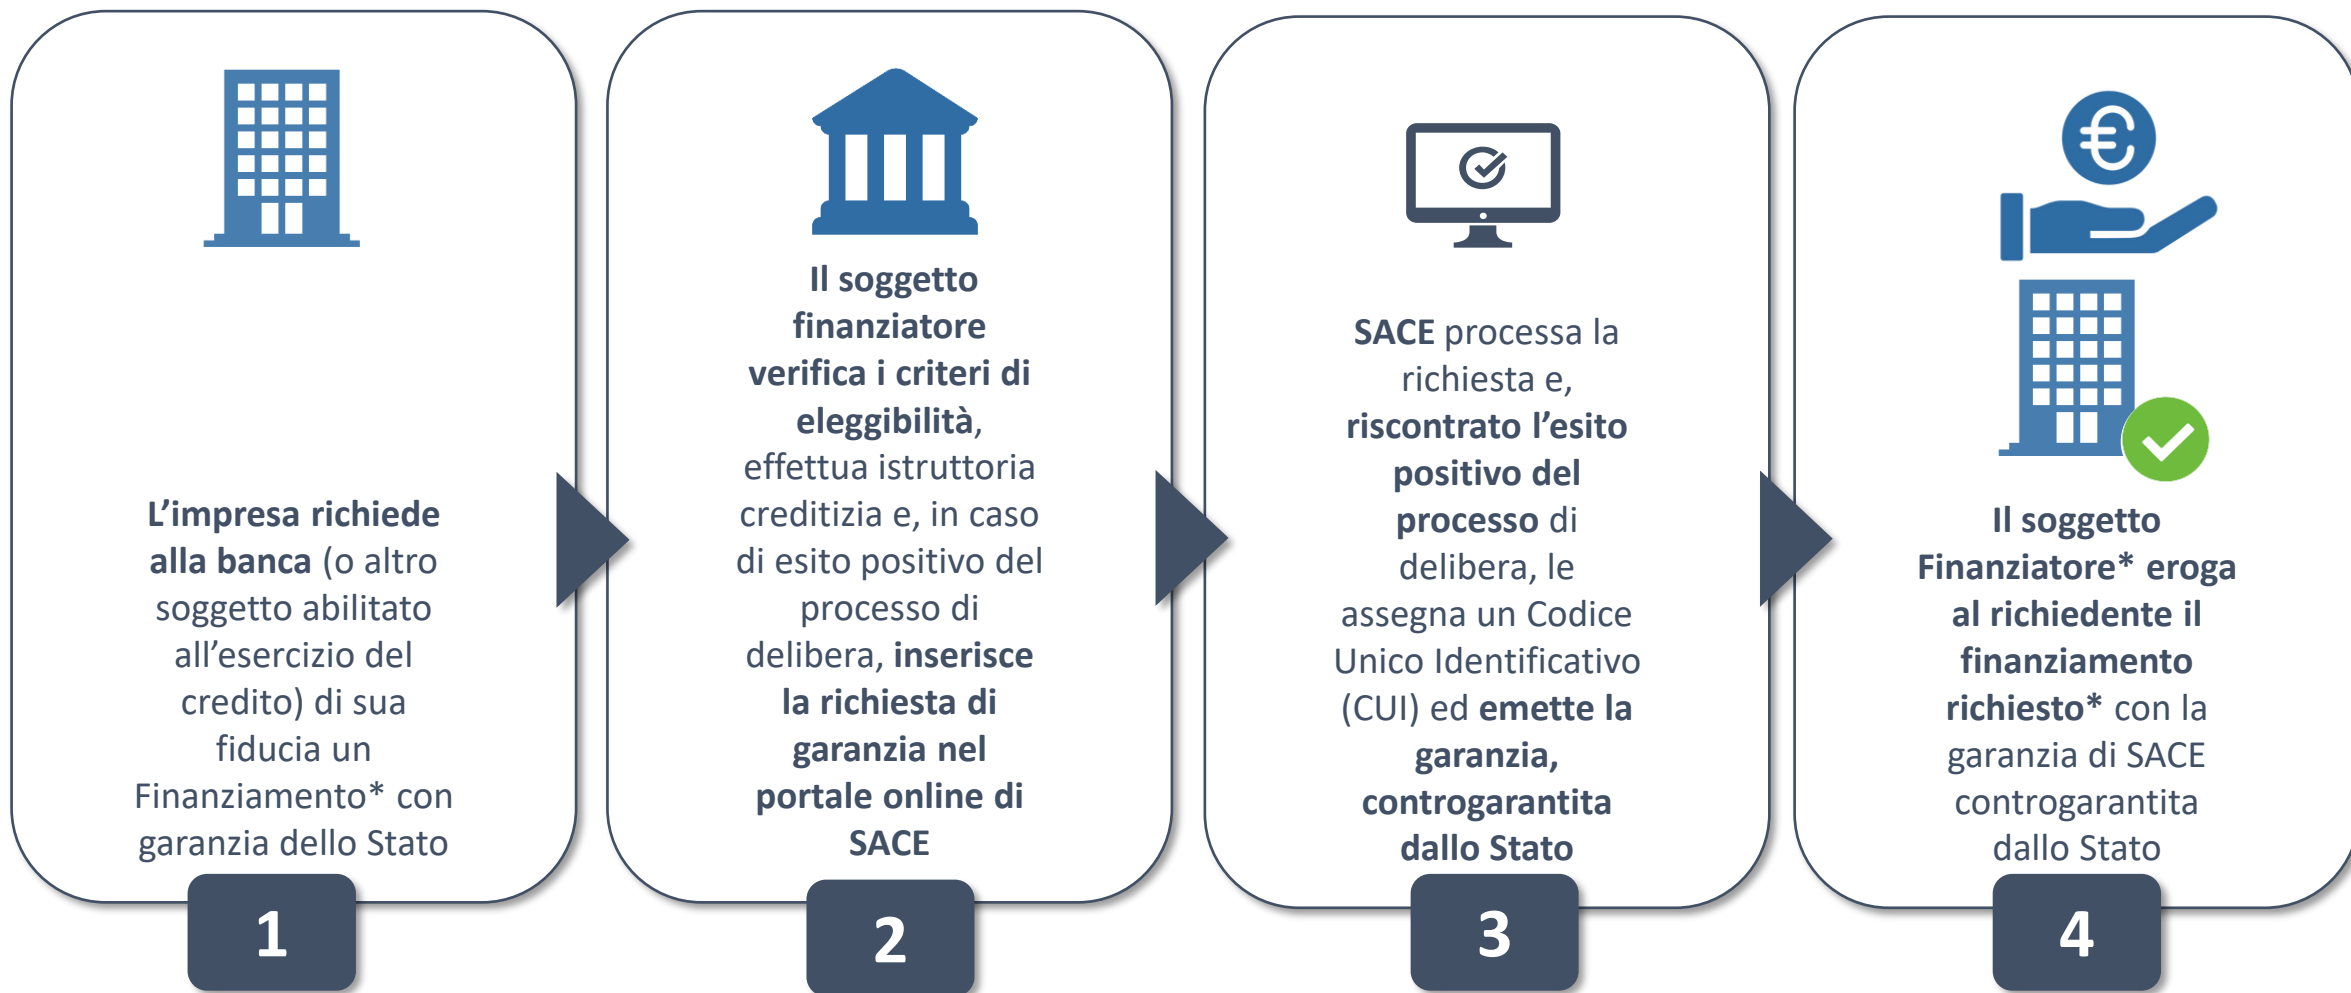 L'impresa richiede
alla banca (o altro
soggetto abilitato
all'esercizio del
credito) di sua
fiducia un
Finanziamento* con
garanzia dello Stato
1
Il soggetto
finanziatore
verifica i criteri di
eleggibilità,
effettua istruttoria
creditizia e, in caso
di esito positivo del
processo di
delibera, inserisce
la richiesta di
garanzia nel
portale online di
SACE
2
SACE processa la
richiesta e,
riscontrato l'esito
positivo del
processo di
delibera, le
assegna un Codice
Unico Identificativo
(CUI) ed emette la
garanzia,
controgarantita
dallo Stato
3
€
Il soggetto
Finanziatore* eroga
al richiedente il
finanziamento
richiesto* con la
garanzia di SACE
controgarantita
dallo Stato
4